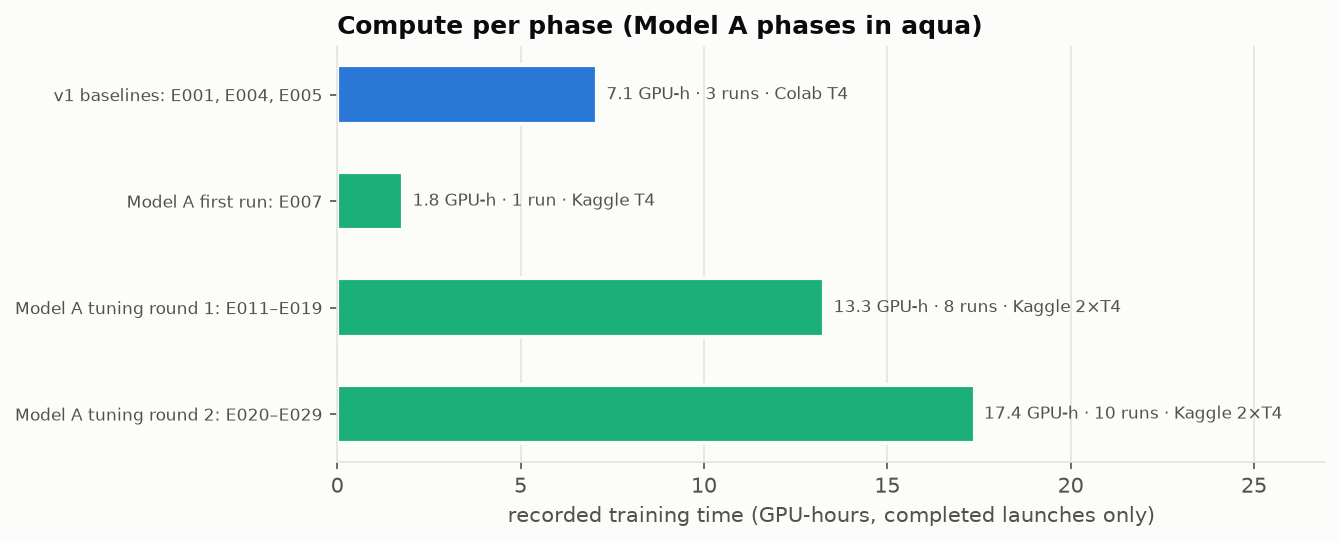 Compute per phase (Model A phases in aqua)
v1 baselines: E001, E004, E005
7.1 GPU-h · 3 runs · Colab T4
Model A first run: E007
1.8 GPU-h · 1 run · Kaggle T4
Model A tuning round 1: E011–E019
13.3 GPU-h · 8 runs · Kaggle 2×T4
Model A tuning round 2: E020–E029
17.4 GPU-h · 10 runs · Kaggle 2×T4
0 5 10 15 20 25
recorded training time (GPU-hours, completed launches only)